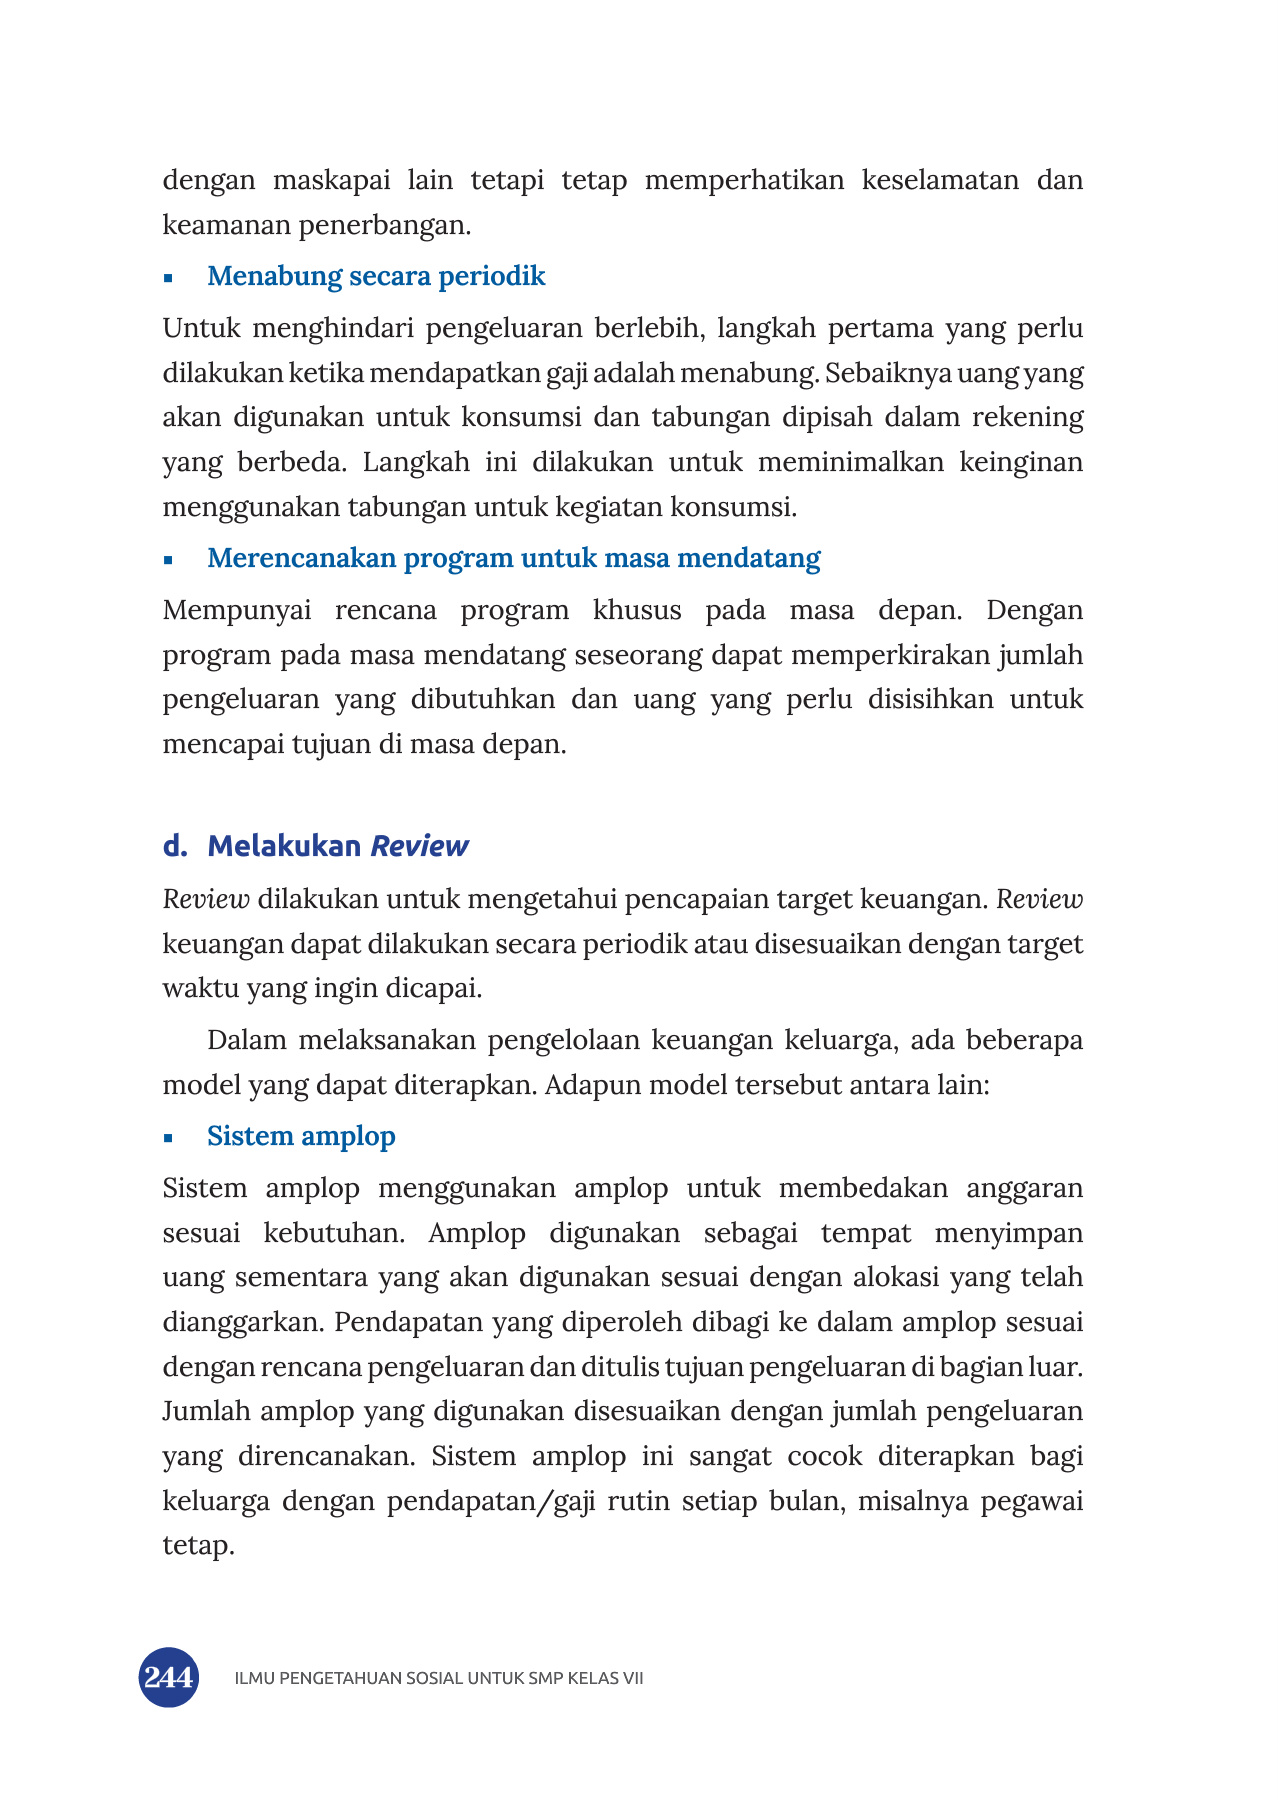 dengan maskapai lain tetapi tetap memperhatikan keselamatan dan
keamanan penerbangan.
▪ Menabung secara periodik
Untuk menghindari pengeluaran berlebih, langkah pertama yang perlu
dilakukan ketika mendapatkan gaji adalah menabung. Sebaiknya uang yang
akan digunakan untuk konsumsi dan tabungan dipisah dalam rekening
yang berbeda. Langkah ini dilakukan untuk meminimalkan keinginan
menggunakan tabungan untuk kegiatan konsumsi.
▪ Merencanakan program untuk masa mendatang
Mempunyai rencana program khusus pada masa depan. Dengan
program pada masa mendatang seseorang dapat memperkirakan jumlah
pengeluaran yang dibutuhkan dan uang yang perlu disisihkan untuk
mencapai tujuan di masa depan.
d. Melakukan Review
Review dilakukan untuk mengetahui pencapaian target keuangan. Review
keuangan dapat dilakukan secara periodik atau disesuaikan dengan target
waktu yang ingin dicapai.
Dalam melaksanakan pengelolaan keuangan keluarga, ada beberapa
model yang dapat diterapkan. Adapun model tersebut antara lain:
▪ Sistem amplop
Sistem amplop menggunakan amplop untuk membedakan anggaran
sesuai kebutuhan. Amplop digunakan sebagai tempat menyimpan
uang sementara yang akan digunakan sesuai dengan alokasi yang telah
dianggarkan. Pendapatan yang diperoleh dibagi ke dalam amplop sesuai
dengan rencana pengeluaran dan ditulis tujuan pengeluaran di bagian luar.
Jumlah amplop yang digunakan disesuaikan dengan jumlah pengeluaran
yang direncanakan. Sistem amplop ini sangat cocok diterapkan bagi
keluarga dengan pendapatan/gaji rutin setiap bulan, misalnya pegawai
tetap.
244 ILMU PENGETAHUAN SOSIAL UNTUK SMP KELAS VII